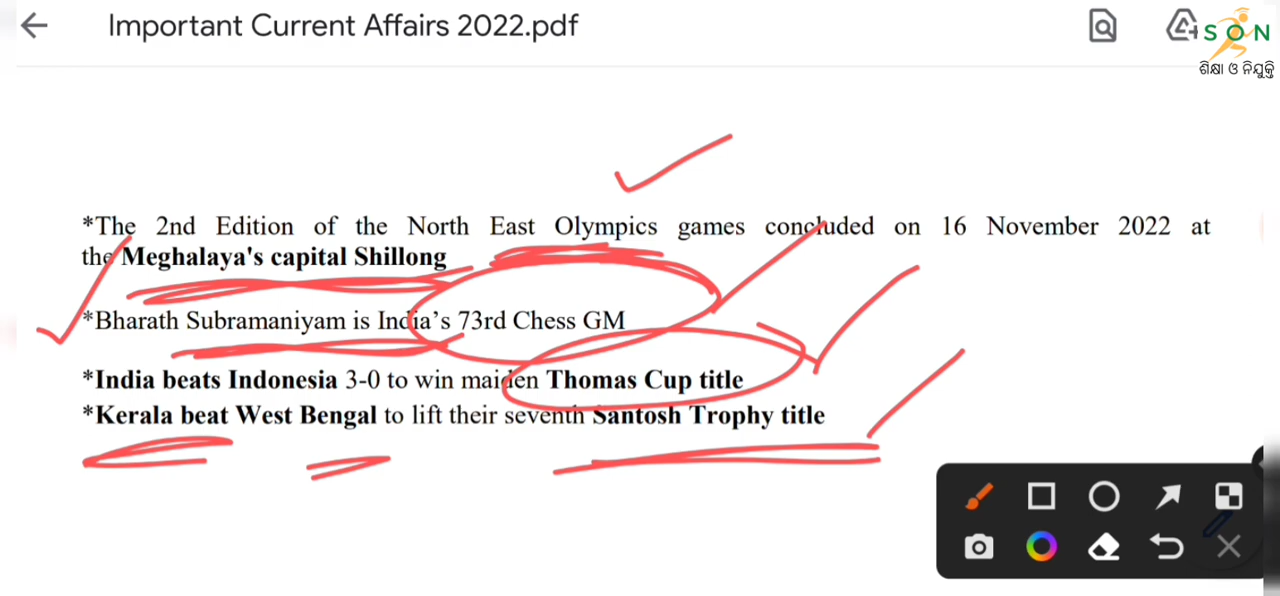 Important Current Affairs 2022.pdf
SON
ଶିକ୍ଷା ଓ ନିଯୁକ୍ତି
*The 2nd Edition of the North East Olympics games concluded on 16 November 2022 at
the Meghalaya's capital Shillong
*Bharath Subramaniyam is India’s 73rd Chess GM
*India beats Indonesia 3-0 to win maiden Thomas Cup title
*Kerala beat West Bengal to lift their seventh Santosh Trophy title